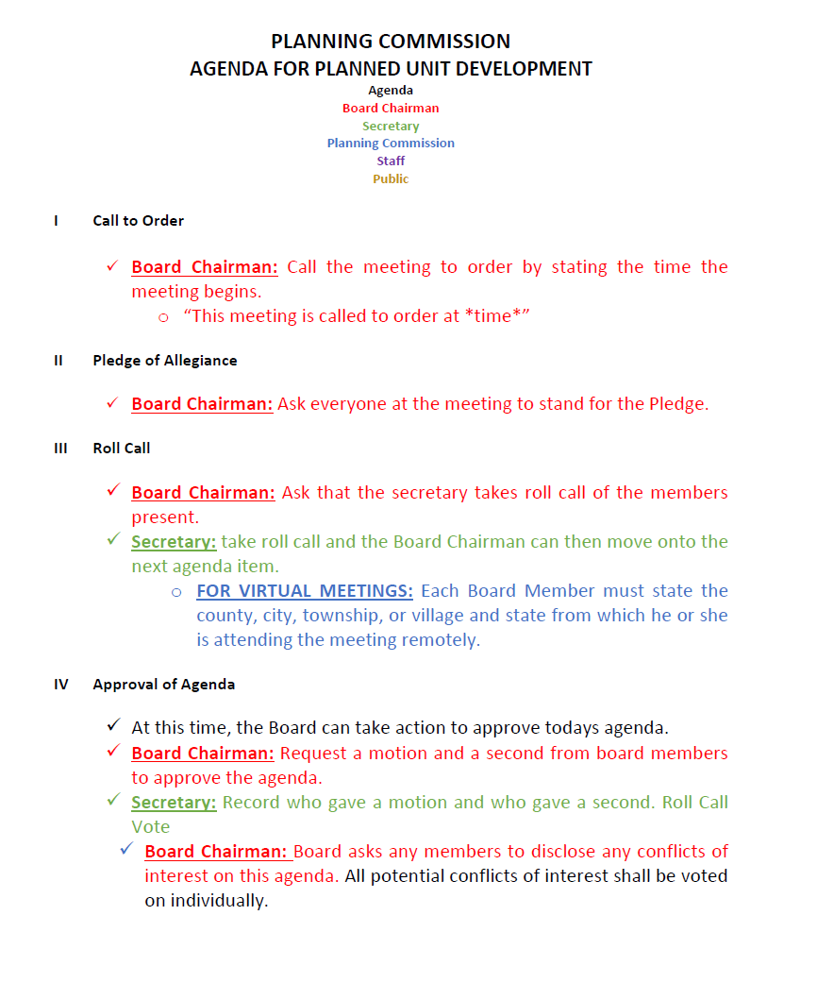 PLANNING COMMISSION
AGENDA FOR PLANNED UNIT DEVELOPMENT
Agenda
Board Chairman
Secretary
Planning Commission
Staff
Public
I Call to Order
✓ Board Chairman: Call the meeting to order by stating the time the
meeting begins.
o “This meeting is called to order at *time*”
II Pledge of Allegiance
✓ Board Chairman: Ask everyone at the meeting to stand for the Pledge.
III Roll Call
✓ Board Chairman: Ask that the secretary takes roll call of the members
present.
✓ Secretary: take roll call and the Board Chairman can then move onto the
next agenda item.
o FOR VIRTUAL MEETINGS: Each Board Member must state the
county, city, township, or village and state from which he or she
is attending the meeting remotely.
IV Approval of Agenda
✓ At this time, the Board can take action to approve todays agenda.
✓ Board Chairman: Request a motion and a second from board members
to approve the agenda.
✓ Secretary: Record who gave a motion and who gave a second. Roll Call
Vote
✓ Board Chairman: Board asks any members to disclose any conflicts of
interest on this agenda. All potential conflicts of interest shall be voted
on individually.